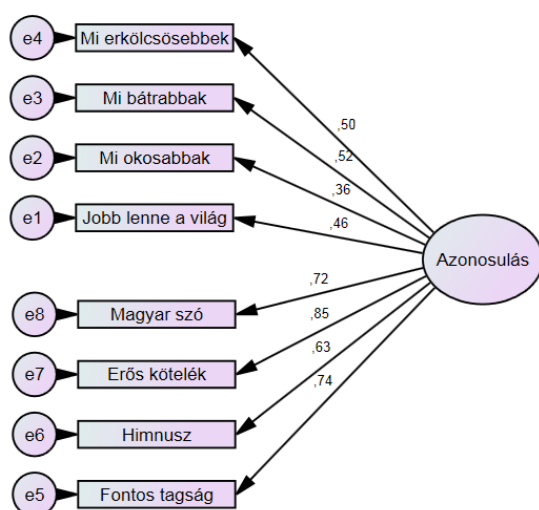 e4 Mi erkölcsösebbek
,50
e3 Mi bátrabbak
,52
e2 Mi okosabbak
,36
e1 Jobb lenne a világ
,46
Azonosulás
,72
e8 Magyar szó
,85
e7 Erős kötelék
,63
e6 Himnusz
,74
e5 Fontos tagság